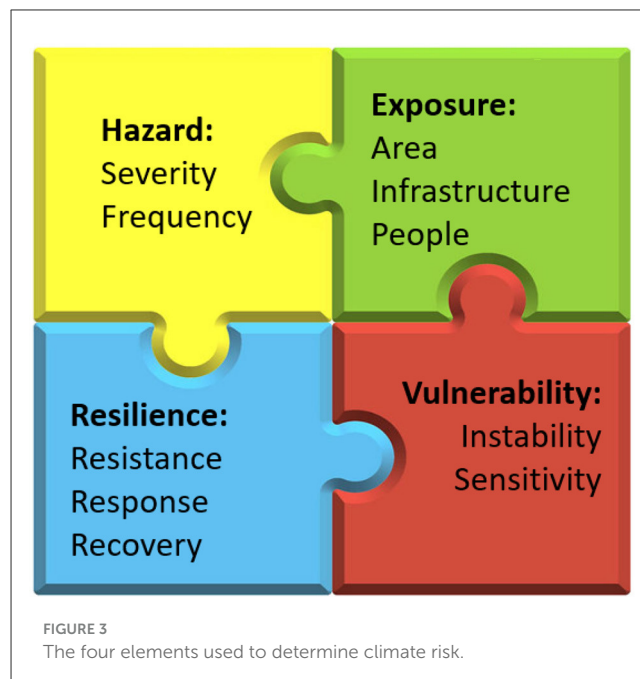 Hazard:
Severity
Frequency
Exposure:
Area
Infrastructure
People
Resilience:
Resistance
Response
Recovery
Vulnerability:
Instability
Sensitivity
FIGURE 3
The four elements used to determine climate risk.